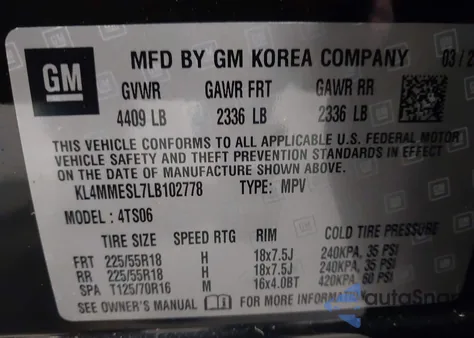 GM
MFD BY GM KOREA COMPANY 03/2
GVWR GAWR FRT GAWR RR
4409 LB 2336 LB 2336 LB
THIS VEHICLE CONFORMS TO ALL APPLICABLE U.S. FEDERAL MOTOR
VEHICLE SAFETY AND THEFT PREVENTION STANDARDS IN EFFECT
ON THE DATE OF MANUFACTURE SHOWN ABOVE.
KL4MMESL7LB102778 TYPE: MPV
MODEL : 4TS06
TIRE SIZE SPEED RTG RIM COLD TIRE PRESSURE
FRT 225/55R18 H 18x7.5J 240KPA, 35 PSI
RR 225/55R18 H 18x7.5J 240KPA, 35 PSI
SPA T125/70R16 M 16x4.0BT 420KPA, 60 PSI
SEE OWNER'S MANUAL FOR MORE INFORMATION